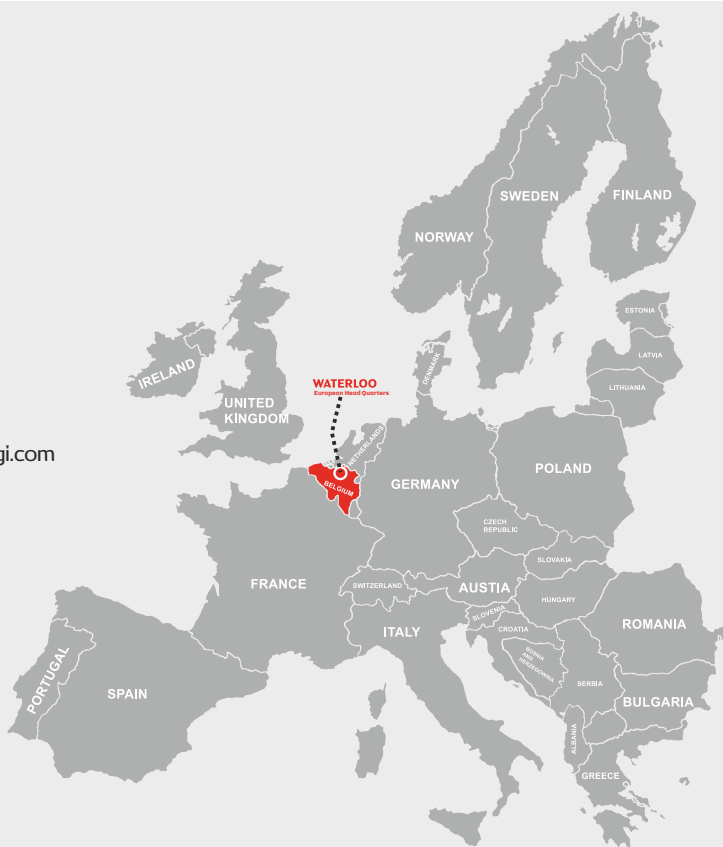 SWEDEN
FINLAND
NORWAY
ESTONIA
LATVIA
DENMARK
LITHUANIA
IRELAND
WATERLOO
European Head Quarters
UNITED
KINGDOM
NETHERLANDS
gi.com
POLAND
GERMANY
BELGIUM
CZECH
REPUBLIC
SLOVAKIA
FRANCE
SWITZERLAND
AUSTIA
HUNGARY
SLOVENIA
ROMANIA
ITALY
CROATIA
BOSNIA
AND
HERZEGOVINA
PORTUGAL
SPAIN
SERBIA
BULGARIA
ALBANIA
GREECE